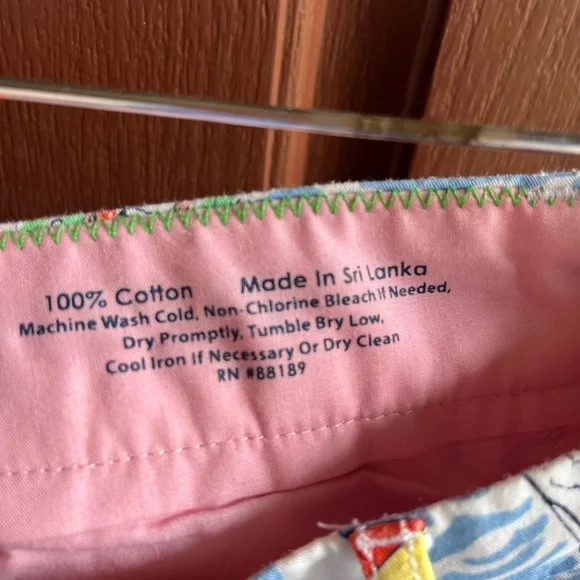 100% Cotton Made In Sri Lanka
Machine Wash Cold, Non-Chlorine Bleach If Needed,
Dry Promptly, Tumble Bry Low,
Cool Iron If Necessary Or Dry Clean
RN #88189